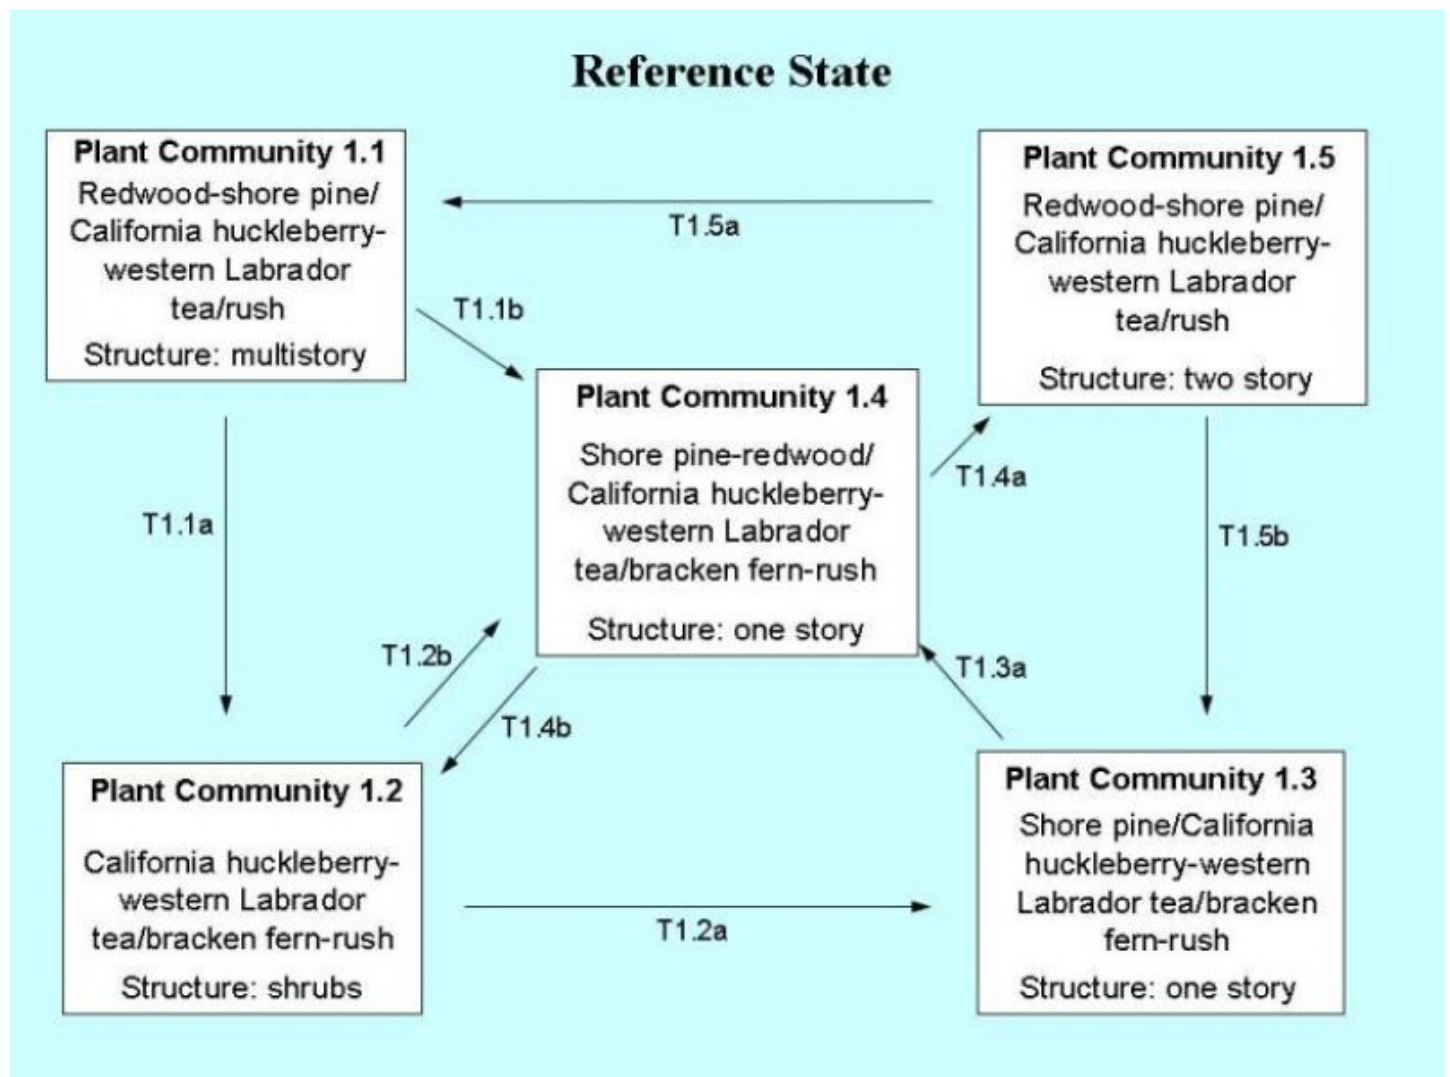 Reference State
Plant Community 1.1
Redwood-shore pine/
California huckleberry-
western Labrador
tea/rush
Structure: multistory
T1.5a
Plant Community 1.5
Redwood-shore pine/
California huckleberry-
western Labrador
tea/rush
Structure: two story
T1.1b
T1.1a
Plant Community 1.4
Shore pine-redwood/
California huckleberry-
western Labrador
tea/bracken fern-rush
Structure: one story
T1.4a
T1.5b
T1.2b
T1.4b
T1.3a
Plant Community 1.2
California huckleberry-
western Labrador
tea/bracken fern-rush
Structure: shrubs
T1.2a
Plant Community 1.3
Shore pine/California
huckleberry-western
Labrador tea/bracken
fern-rush
Structure: one story